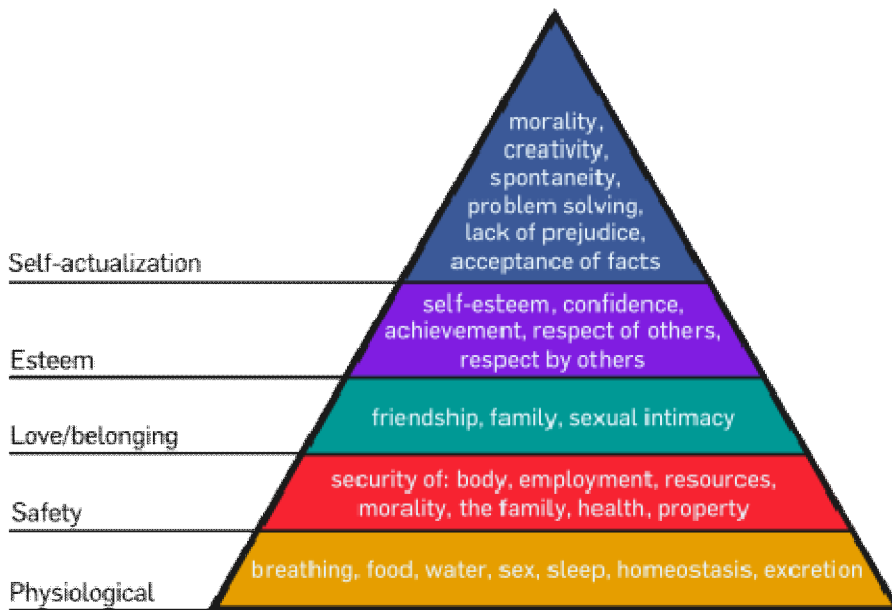 morality,
creativity,
spontaneity,
problem solving,
lack of prejudice,
acceptance of facts
Self-actualization
self-esteem, confidence,
achievement, respect of others,
respect by others
Esteem
friendship, family, sexual intimacy
Love/belonging
security of: body, employment, resources,
morality, the family, health, property
Safety
breathing, food, water, sex, sleep, homeostasis, excretion
Physiological